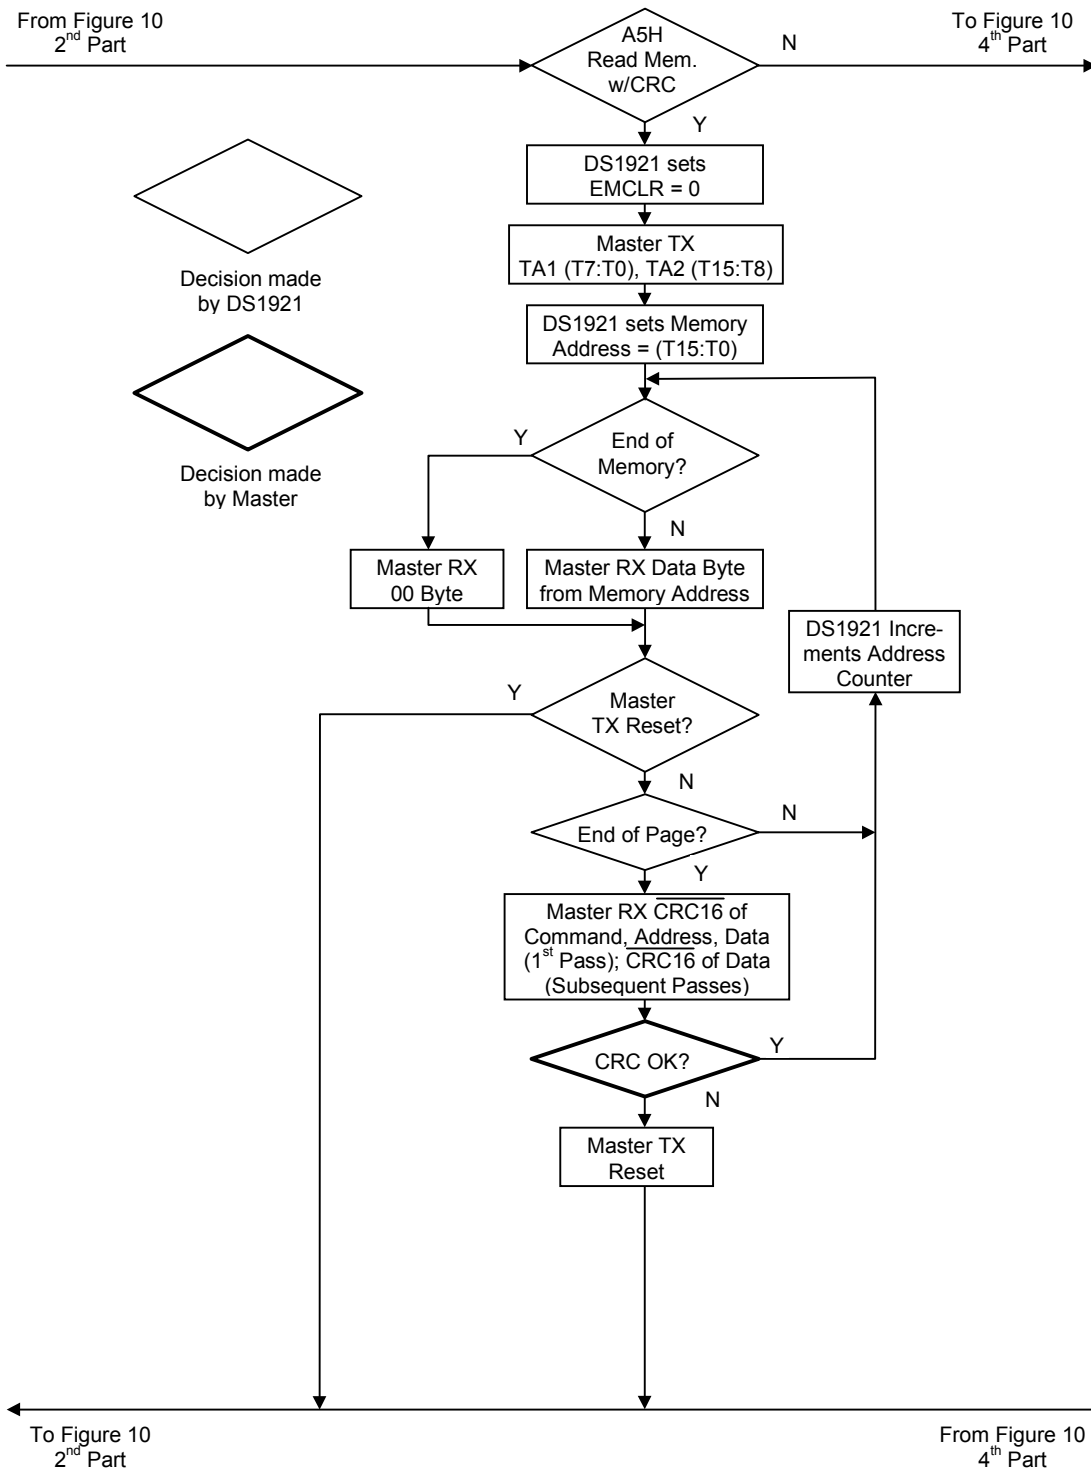 From Figure 10
2nd Part
To Figure 10
4th Part
A5H
Read Mem.
w/CRC
N
Y
DS1921 sets
EMCLR = 0
Master TX
TA1 (T7:T0), TA2 (T15:T8)
DS1921 sets Memory
Address = (T15:T0)
Decision made
by DS1921
Decision made
by Master
End of
Memory?
Y
N
Master RX
00 Byte
Master RX Data Byte
from Memory Address
DS1921 Incre-
ments Address
Counter
Master
TX Reset?
Y
N
End of Page?
N
Y
Master RX CRC16 of
Command, Address, Data
(1st Pass); CRC16 of Data
(Subsequent Passes)
CRC OK?
Y
N
Master TX
Reset
To Figure 10
2nd Part
From Figure 10
4th Part